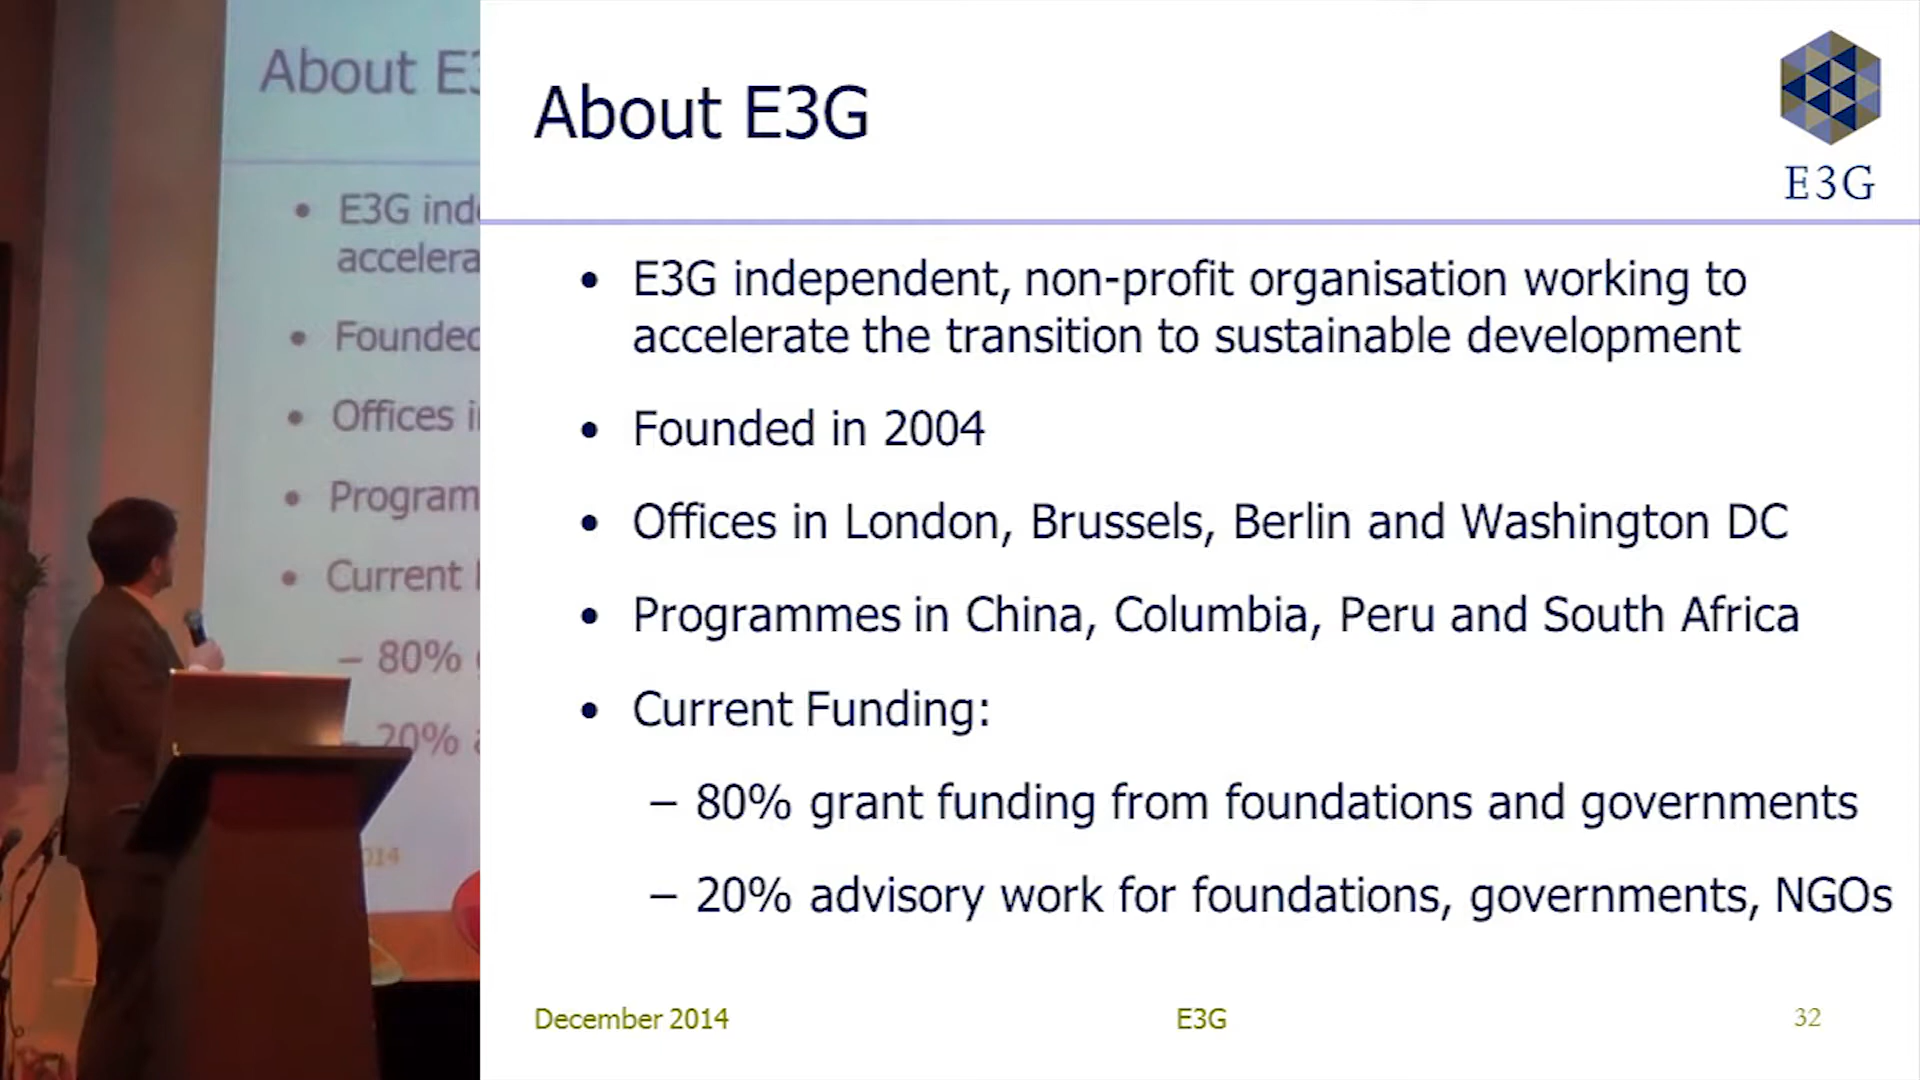 About E3
E3G ind
accelera
Founded
Offices i
Program
Current
– 80%
– 20%
014
About E3G
E3G
• E3G independent, non-profit organisation working to
accelerate the transition to sustainable development
• Founded in 2004
• Offices in London, Brussels, Berlin and Washington DC
• Programmes in China, Columbia, Peru and South Africa
• Current Funding:
– 80% grant funding from foundations and governments
– 20% advisory work for foundations, governments, NGOs
December 2014 E3G 32